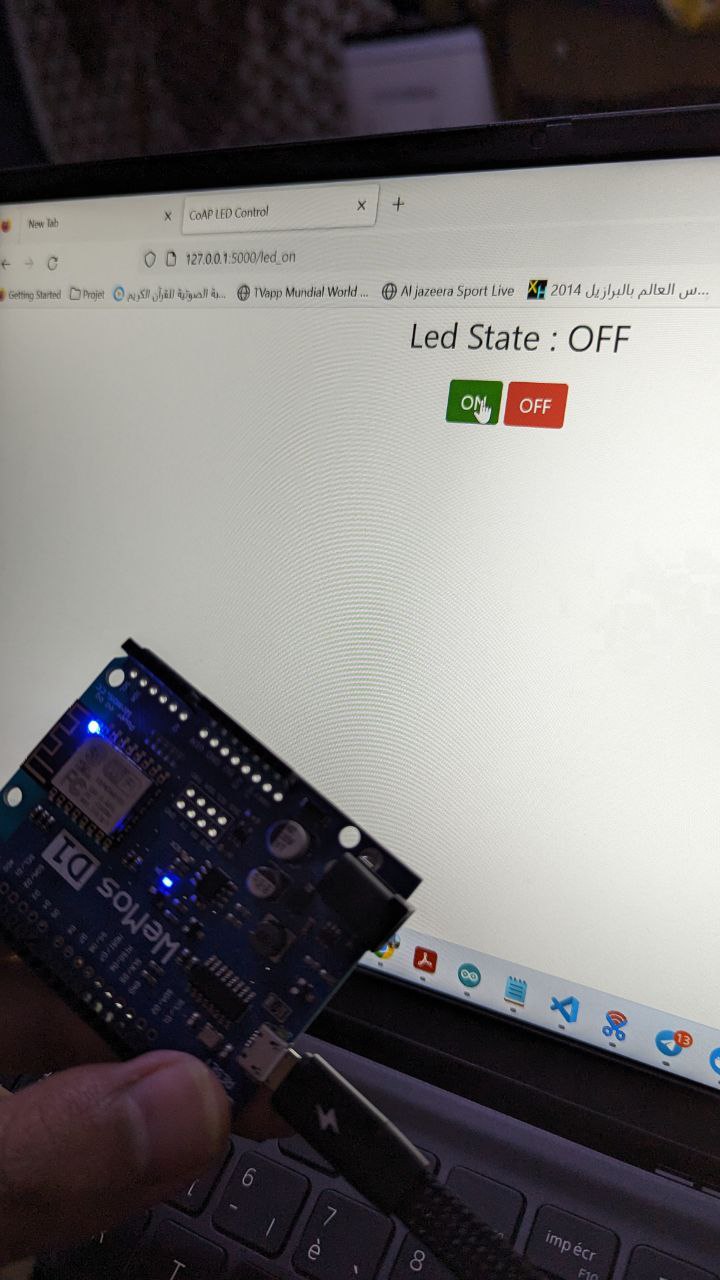 New Tab
CoAP LED Control
127.0.0.1:5000/led_on
Getting Started
Projet
ـة الصوتية للقرآن الكريم...
TVapp Mundial World ...
Al jazeera Sport Live
2014 س العالم بالبرازيل...
Led State : OFF
ON
OFF
WeMos D1
13
6
-
7
è
8
T
imp écr
F10